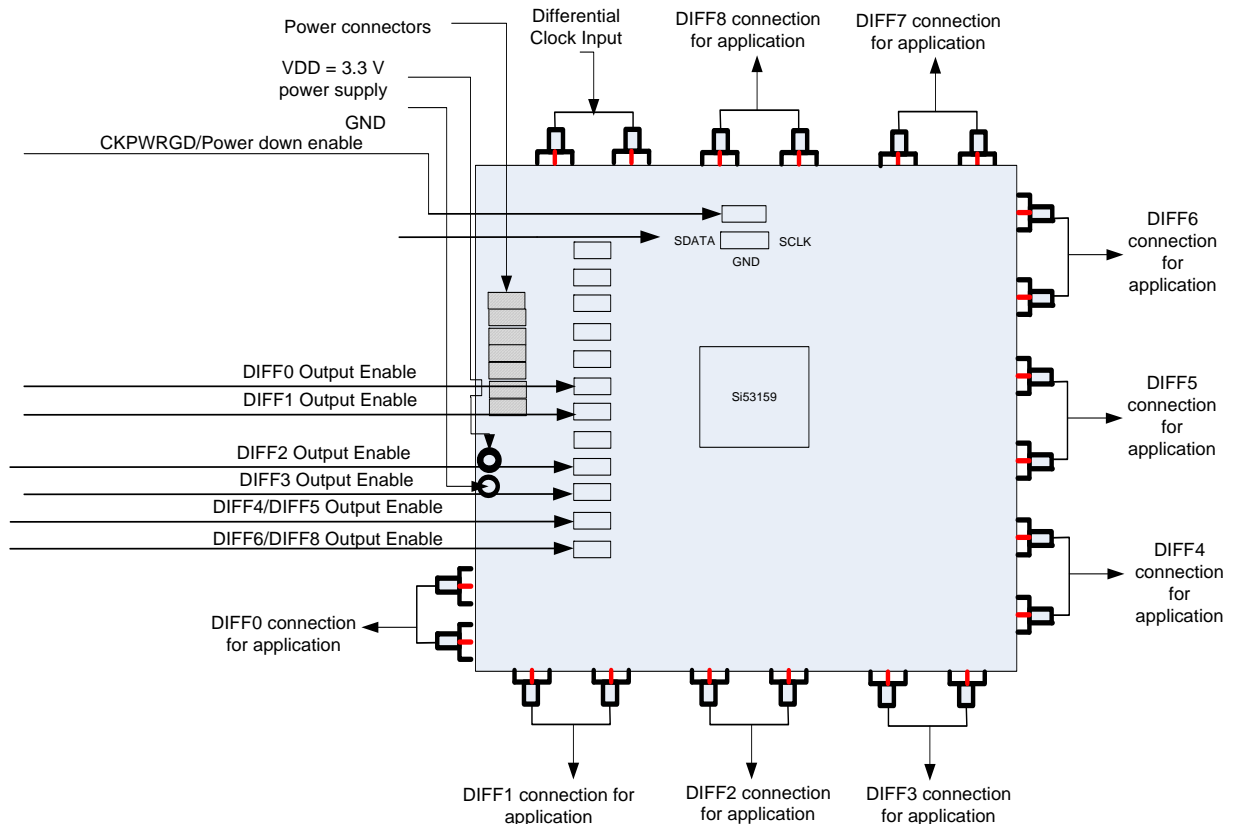 Power connectors
Differential
Clock Input
DIFF8 connection
for application
DIFF7 connection
for application
VDD = 3.3 V
power supply
GND
CKPWRGD/Power down enable
SDATA
SCLK
GND
DIFF6
connection
for
application
Si53159
DIFF0 Output Enable
DIFF1 Output Enable
DIFF5
connection
for
application
DIFF2 Output Enable
DIFF3 Output Enable
DIFF4/DIFF5 Output Enable
DIFF6/DIFF8 Output Enable
DIFF4
connection
for
application
DIFF0 connection
for application
DIFF1 connection for
application
DIFF2 connection
for application
DIFF3 connection
for application